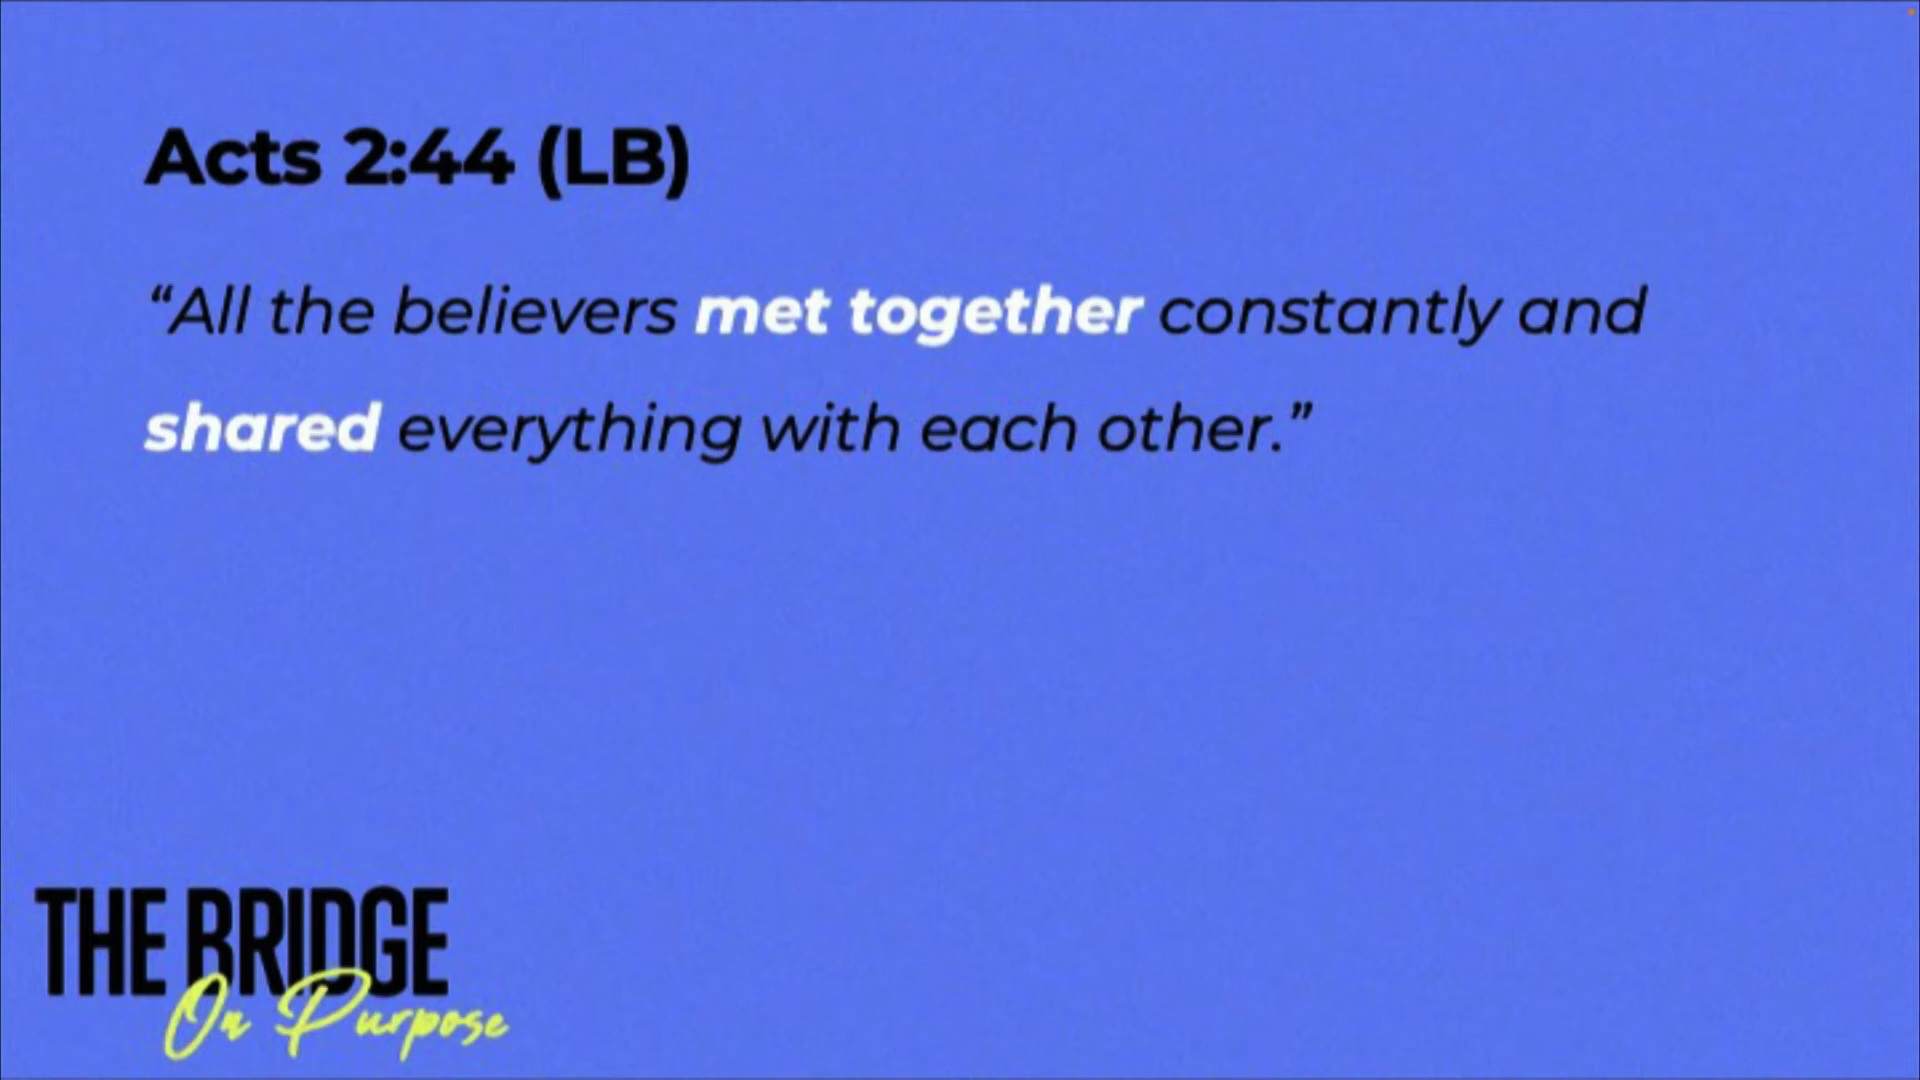 Acts 2:44 (LB)
“All the believers met together constantly and
shared everything with each other.”
THE BRIDGE
On Purpose